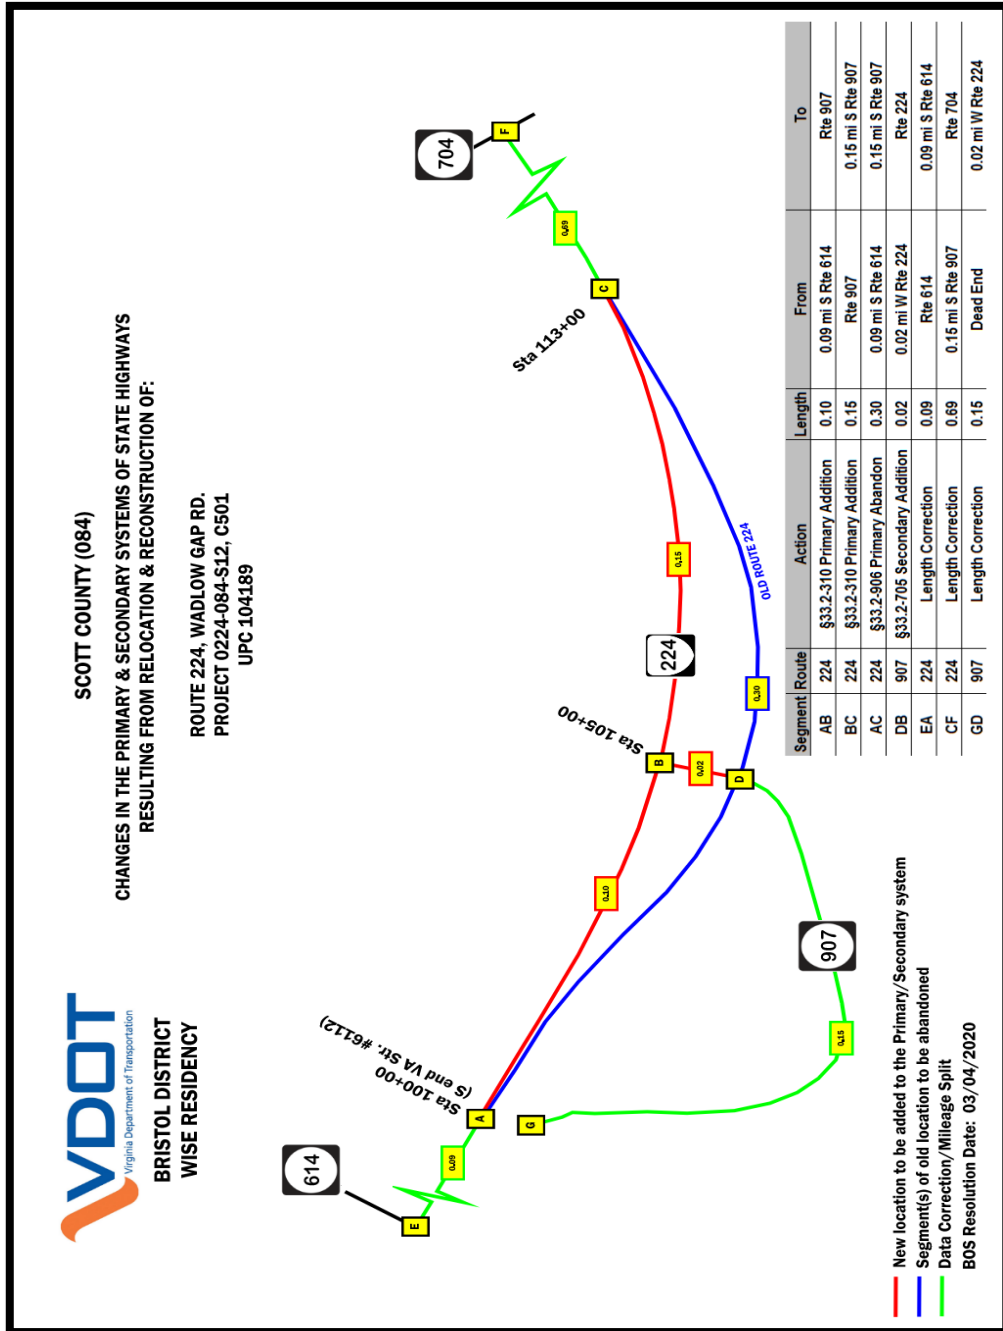 VDOT
Virginia Department of Transportation
BRISTOL DISTRICT
WISE RESIDENCY
SCOTT COUNTY (084)
CHANGES IN THE PRIMARY & SECONDARY SYSTEMS OF STATE HIGHWAYS
RESULTING FROM RELOCATION & RECONSTRUCTION OF:
ROUTE 224, WADLOW GAP RD.
PROJECT 0224-084-S12, C501
UPC 104189
614
E
0.09
A
Sta 100+00
(S end VA Str. #6112)
G
0.10
Sta 105+00
B
0.02
D
224
0.15
0.30
OLD ROUTE 224
Sta 113+00
C
0.69
F
704
907
0.15
New location to be added to the Primary/Secondary system
Segment(s) of old location to be abandoned
Data Correction/Mileage Split
BOS Resolution Date: 03/04/2020
Segment Route Action Length From To
AB 224 §33.2-310 Primary Addition 0.10 0.09 mi S Rte 614 Rte 907
BC 224 §33.2-310 Primary Addition 0.15 Rte 907 0.15 mi S Rte 907
AC 224 §33.2-906 Primary Abandon 0.30 0.09 mi S Rte 614 0.15 mi S Rte 907
DB 907 §33.2-705 Secondary Addition 0.02 0.02 mi W Rte 224 Rte 224
EA 224 Length Correction 0.09 Rte 614 0.09 mi S Rte 614
CF 224 Length Correction 0.69 0.15 mi S Rte 907 Rte 704
GD 907 Length Correction 0.15 Dead End 0.02 mi W Rte 224